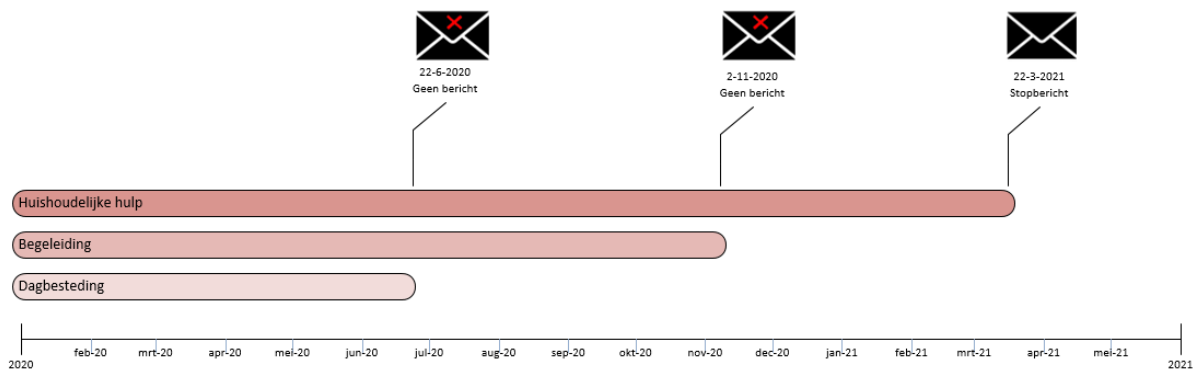 22-6-2020
Geen bericht
2-11-2020
Geen bericht
22-3-2021
Stopbericht
Huishoudelijke hulp
Begeleiding
Dagbesteding
feb-20 mrt-20 apr-20 mei-20 jun-20 jul-20 aug-20 sep-20 okt-20 nov-20 dec-20 jan-21 feb-21 mrt-21 apr-21 mei-21
2020 2021